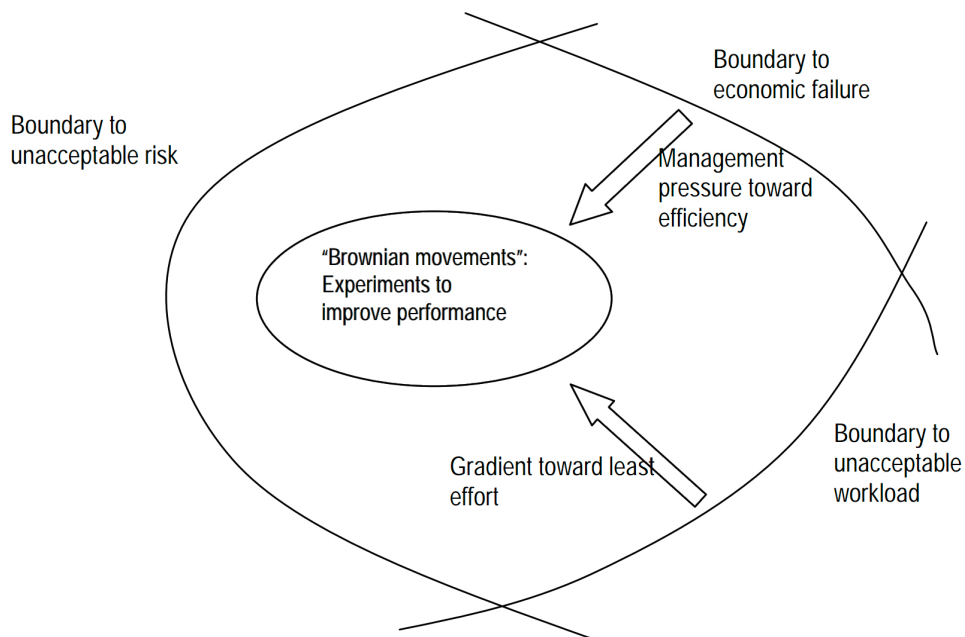 Boundary to
economic failure
Boundary to
unacceptable risk
Management
pressure toward
efficiency
“Brownian movements”:
Experiments to
improve performance
Boundary to
unacceptable
workload
Gradient toward least
effort